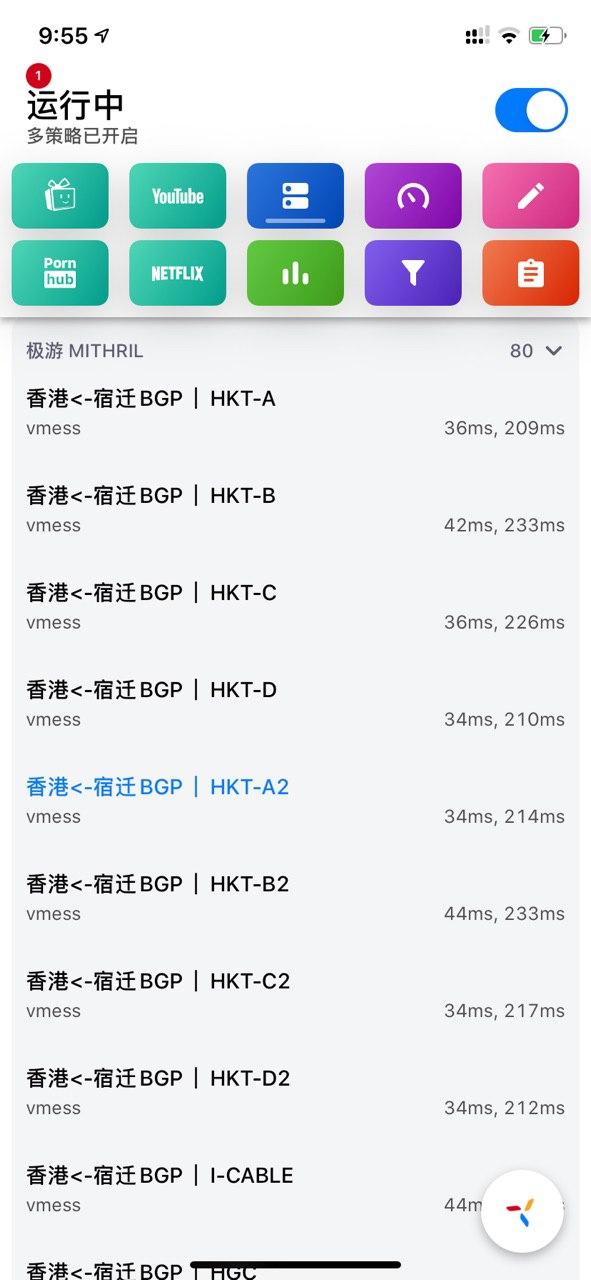 9:55
1
运行中
多策略已开启
YouTube
Porn
hub
NETFLIX
极游 MITHRIL 80
香港<-宿迁BGP | HKT-A
vmess 36ms, 209ms
香港<-宿迁BGP | HKT-B
vmess 42ms, 233ms
香港<-宿迁BGP | HKT-C
vmess 36ms, 226ms
香港<-宿迁BGP | HKT-D
vmess 34ms, 210ms
香港<-宿迁BGP | HKT-A2
vmess 34ms, 214ms
香港<-宿迁BGP | HKT-B2
vmess 44ms, 233ms
香港<-宿迁BGP | HKT-C2
vmess 34ms, 217ms
香港<-宿迁BGP | HKT-D2
vmess 34ms, 212ms
香港<-宿迁BGP | I-CABLE
vmess
香港<-宿迁BGP | HGC